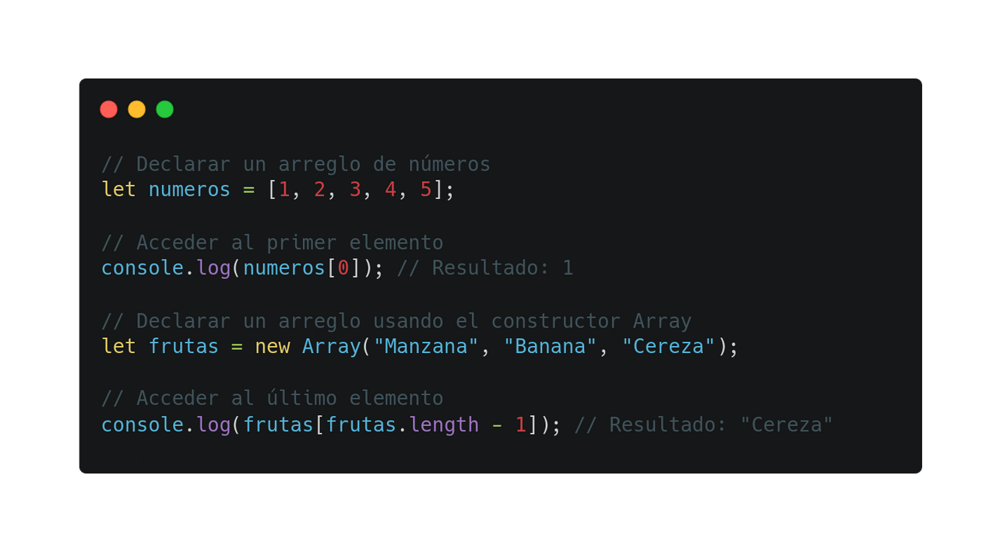 // Declarar un arreglo de números
let numeros = [1, 2, 3, 4, 5];
// Acceder al primer elemento
console.log(numeros[0]); // Resultado: 1
// Declarar un arreglo usando el constructor Array
let frutas = new Array("Manzana", "Banana", "Cereza");
// Acceder al último elemento
console.log(frutas[frutas.length - 1]); // Resultado: "Cereza"